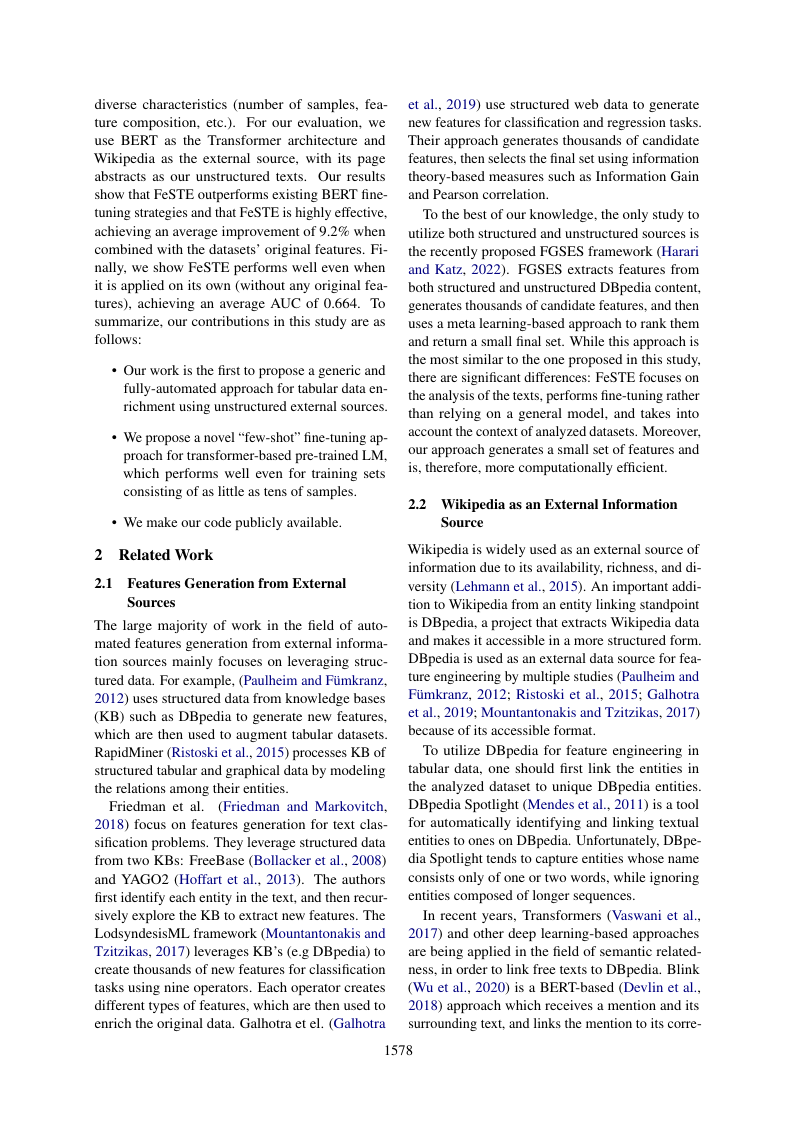 diverse characteristics (number of samples, fea-
ture composition, etc.). For our evaluation, we
use BERT as the Transformer architecture and
Wikipedia as the external source, with its page
abstracts as our unstructured texts. Our results
show that FeSTE outperforms existing BERT fine-
tuning strategies and that FeSTE is highly effective,
achieving an average improvement of 9.2% when
combined with the datasets' original features. Fi-
nally, we show FeSTE performs well even when
it is applied on its own (without any original fea-
tures), achieving an average AUC of 0.664. To
summarize, our contributions in this study are as
follows:
• Our work is the first to propose a generic and
fully-automated approach for tabular data en-
richment using unstructured external sources.
• We propose a novel “few-shot” fine-tuning ap-
proach for transformer-based pre-trained LM,
which performs well even for training sets
consisting of as little as tens of samples.
• We make our code publicly available.
2 Related Work
2.1 Features Generation from External
Sources
The large majority of work in the field of auto-
mated features generation from external informa-
tion sources mainly focuses on leveraging struc-
tured data. For example, (Paulheim and Fümkranz,
2012) uses structured data from knowledge bases
(KB) such as DBpedia to generate new features,
which are then used to augment tabular datasets.
RapidMiner (Ristoski et al., 2015) processes KB of
structured tabular and graphical data by modeling
the relations among their entities.
Friedman et al. (Friedman and Markovitch,
2018) focus on features generation for text clas-
sification problems. They leverage structured data
from two KBs: FreeBase (Bollacker et al., 2008)
and YAGO2 (Hoffart et al., 2013). The authors
first identify each entity in the text, and then recur-
sively explore the KB to extract new features. The
LodsyndesisML framework (Mountantonakis and
Tzitzikas, 2017) leverages KB's (e.g DBpedia) to
create thousands of new features for classification
tasks using nine operators. Each operator creates
different types of features, which are then used to
enrich the original data. Galhotra et el. (Galhotra
et al., 2019) use structured web data to generate
new features for classification and regression tasks.
Their approach generates thousands of candidate
features, then selects the final set using information
theory-based measures such as Information Gain
and Pearson correlation.
To the best of our knowledge, the only study to
utilize both structured and unstructured sources is
the recently proposed FGSES framework (Harari
and Katz, 2022). FGSES extracts features from
both structured and unstructured DBpedia content,
generates thousands of candidate features, and then
uses a meta learning-based approach to rank them
and return a small final set. While this approach is
the most similar to the one proposed in this study,
there are significant differences: FeSTE focuses on
the analysis of the texts, performs fine-tuning rather
than relying on a general model, and takes into
account the context of analyzed datasets. Moreover,
our approach generates a small set of features and
is, therefore, more computationally efficient.
2.2 Wikipedia as an External Information
Source
Wikipedia is widely used as an external source of
information due to its availability, richness, and di-
versity (Lehmann et al., 2015). An important addi-
tion to Wikipedia from an entity linking standpoint
is DBpedia, a project that extracts Wikipedia data
and makes it accessible in a more structured form.
DBpedia is used as an external data source for fea-
ture engineering by multiple studies (Paulheim and
Fümkranz, 2012; Ristoski et al., 2015; Galhotra
et al., 2019; Mountantonakis and Tzitzikas, 2017)
because of its accessible format.
To utilize DBpedia for feature engineering in
tabular data, one should first link the entities in
the analyzed dataset to unique DBpedia entities.
DBpedia Spotlight (Mendes et al., 2011) is a tool
for automatically identifying and linking textual
entities to ones on DBpedia. Unfortunately, DBpe-
dia Spotlight tends to capture entities whose name
consists only of one or two words, while ignoring
entities composed of longer sequences.
In recent years, Transformers (Vaswani et al.,
2017) and other deep learning-based approaches
are being applied in the field of semantic related-
ness, in order to link free texts to DBpedia. Blink
(Wu et al., 2020) is a BERT-based (Devlin et al.,
2018) approach which receives a mention and its
surrounding text, and links the mention to its corre-
1578